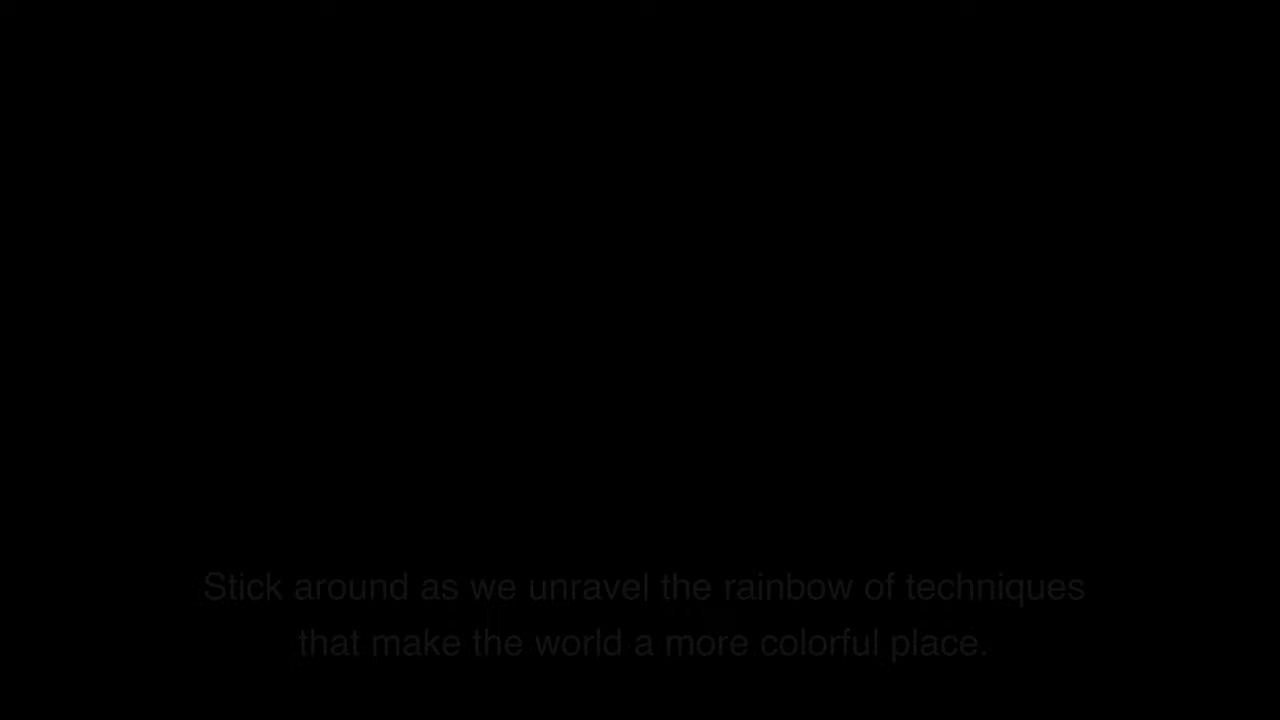 Stick around as we unravel the rainbow of techniques
that make the world a more colorful place.